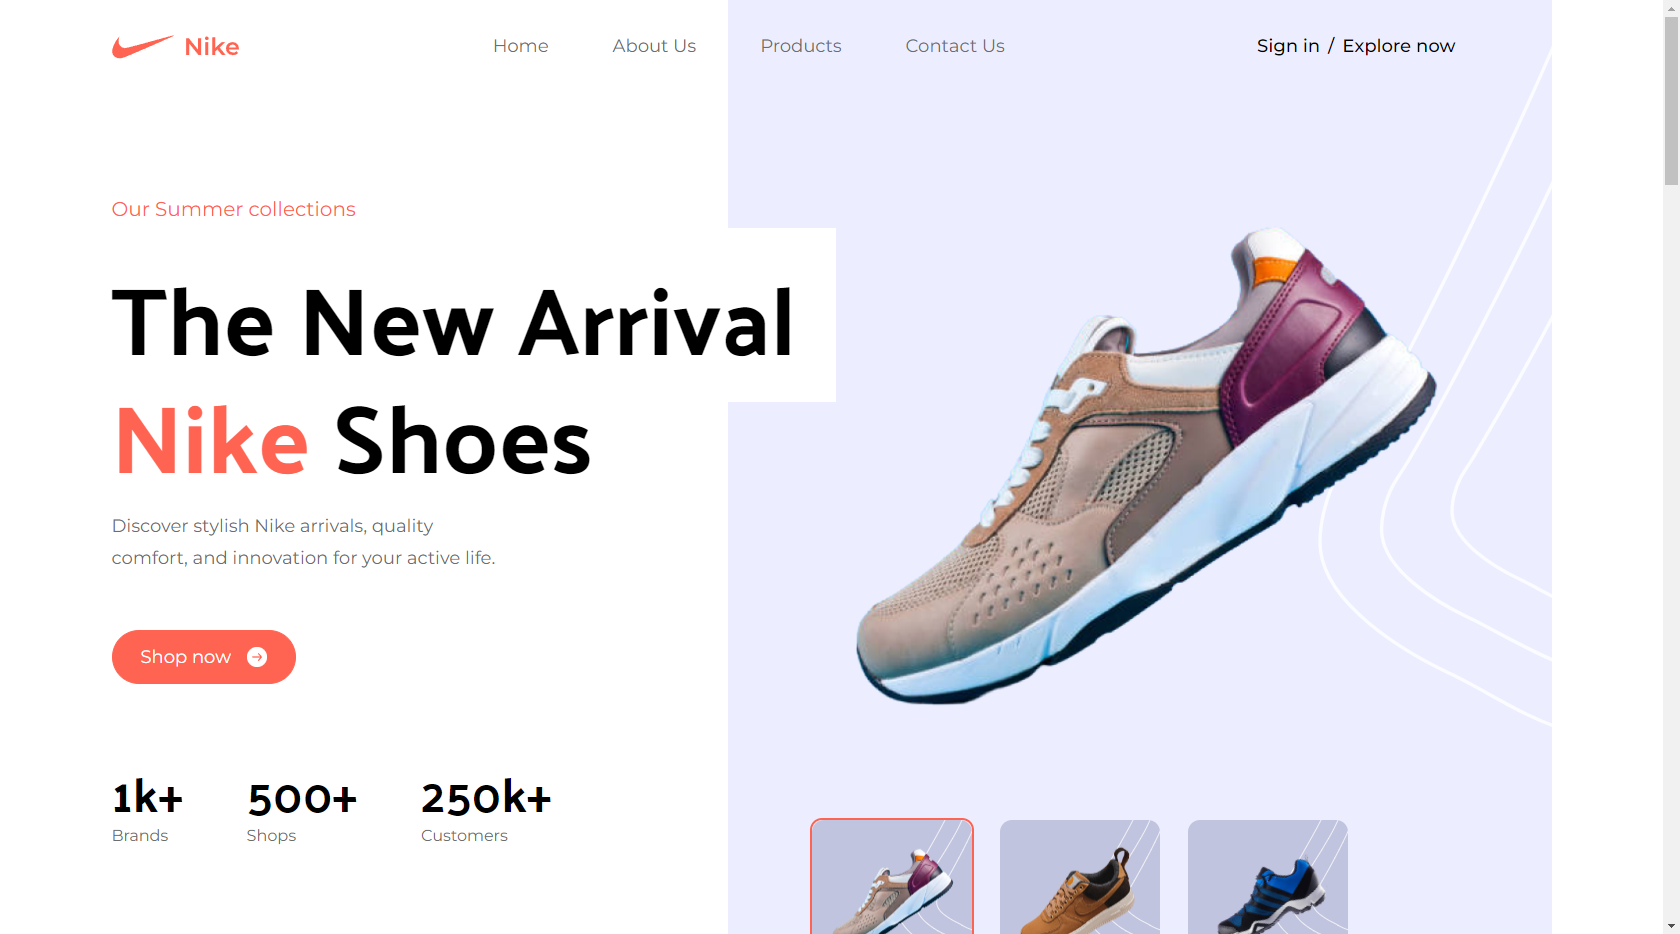 Nike
Home
About Us
Products
Contact Us
Sign in / Explore now
Our Summer collections
The New Arrival
Nike Shoes
Discover stylish Nike arrivals, quality
comfort, and innovation for your active life.
Shop now
1k+
Brands
500+
Shops
250k+
Customers